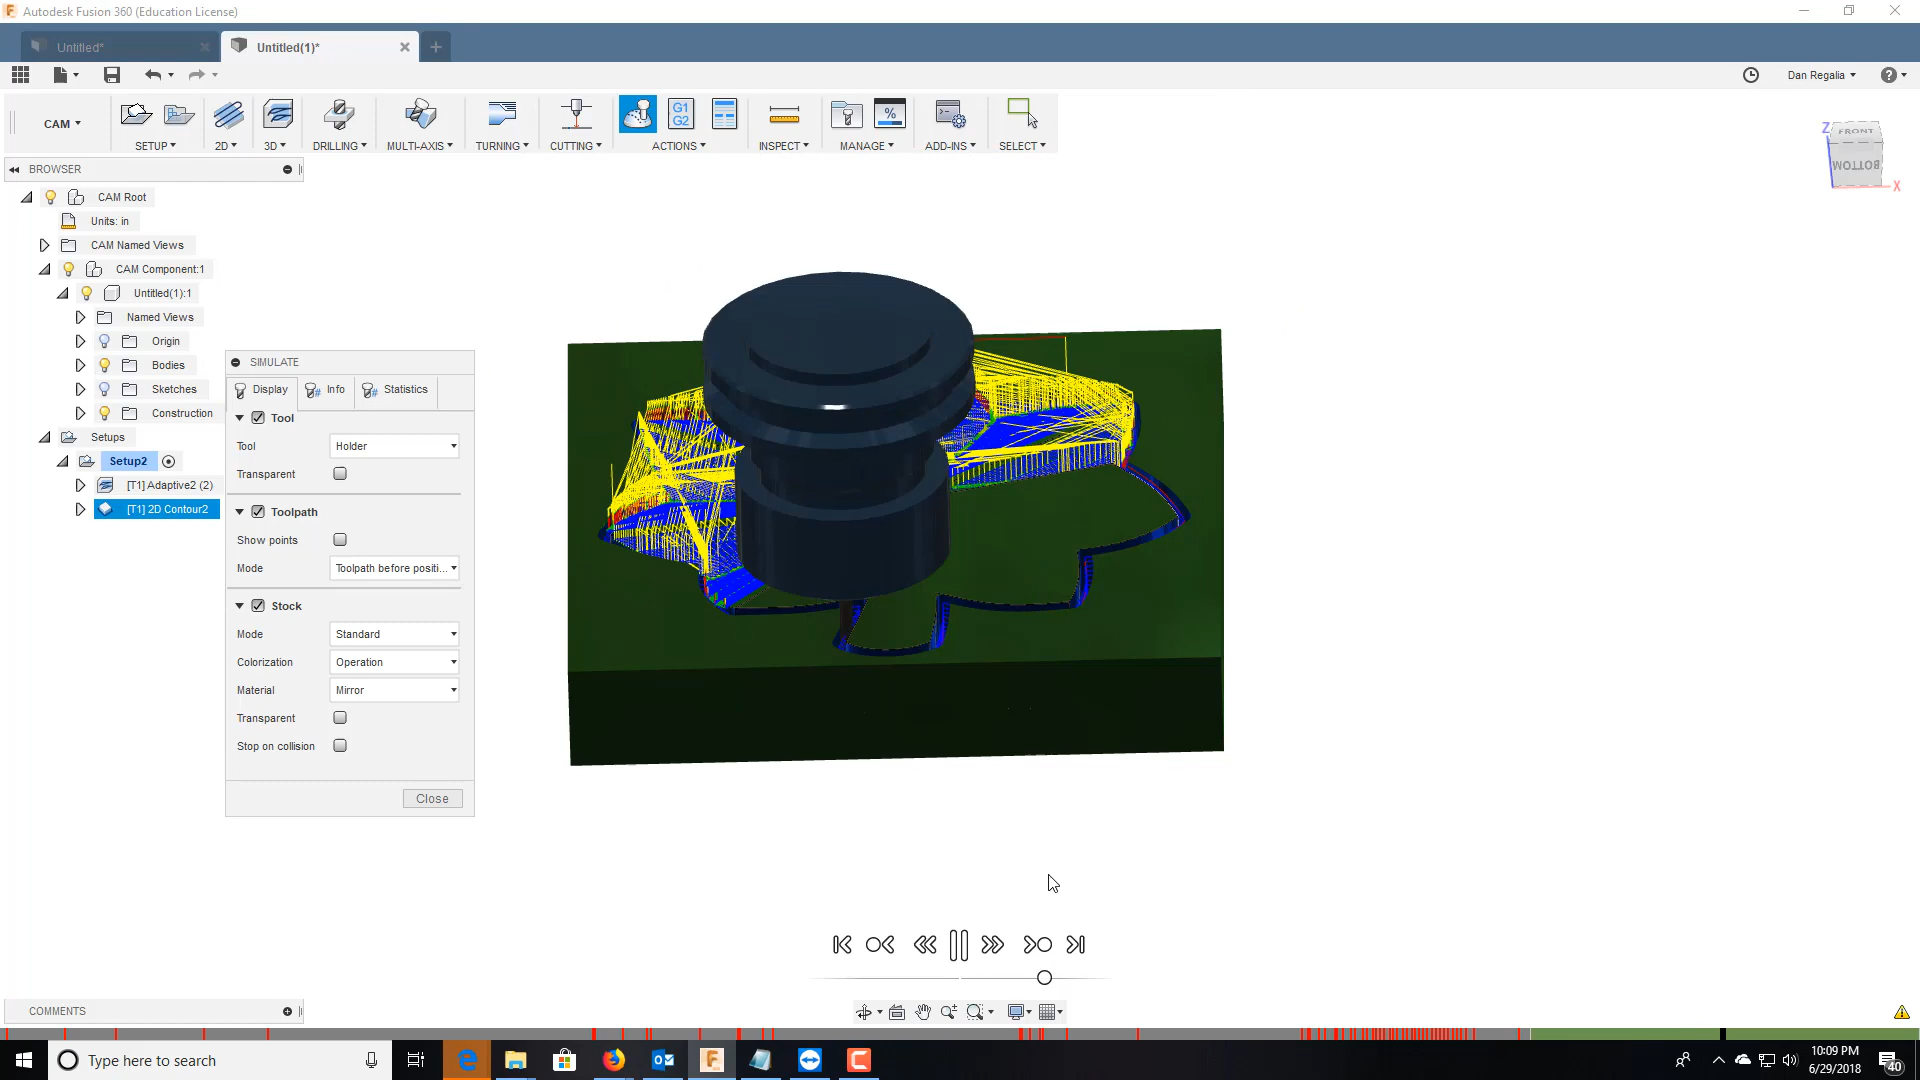 Autodesk Fusion 360 (Education License)
Untitled*
Untitled(1)*
Dan Regalia
CAM
SETUP
2D
3D
DRILLING
MULTI-AXIS
TURNING
CUTTING
G1
G2
ACTIONS
INSPECT
%
MANAGE
ADD-INS
SELECT
Z
FRONT
BOTTOM
X
BROWSER
CAM Root
Units: in
CAM Named Views
CAM Component:1
Untitled(1):1
Named Views
Origin
Bodies
Sketches
Construction
Setups
Setup2
[T1] Adaptive2 (2)
[T1] 2D Contour2
SIMULATE
Display
Info
Statistics
Tool
Tool
Holder
Transparent
Toolpath
Show points
Mode
Toolpath before positi...
Stock
Mode
Standard
Colorization
Operation
Material
Mirror
Transparent
Stop on collision
Close
COMMENTS
Type here to search
10:09 PM
6/29/2018
40